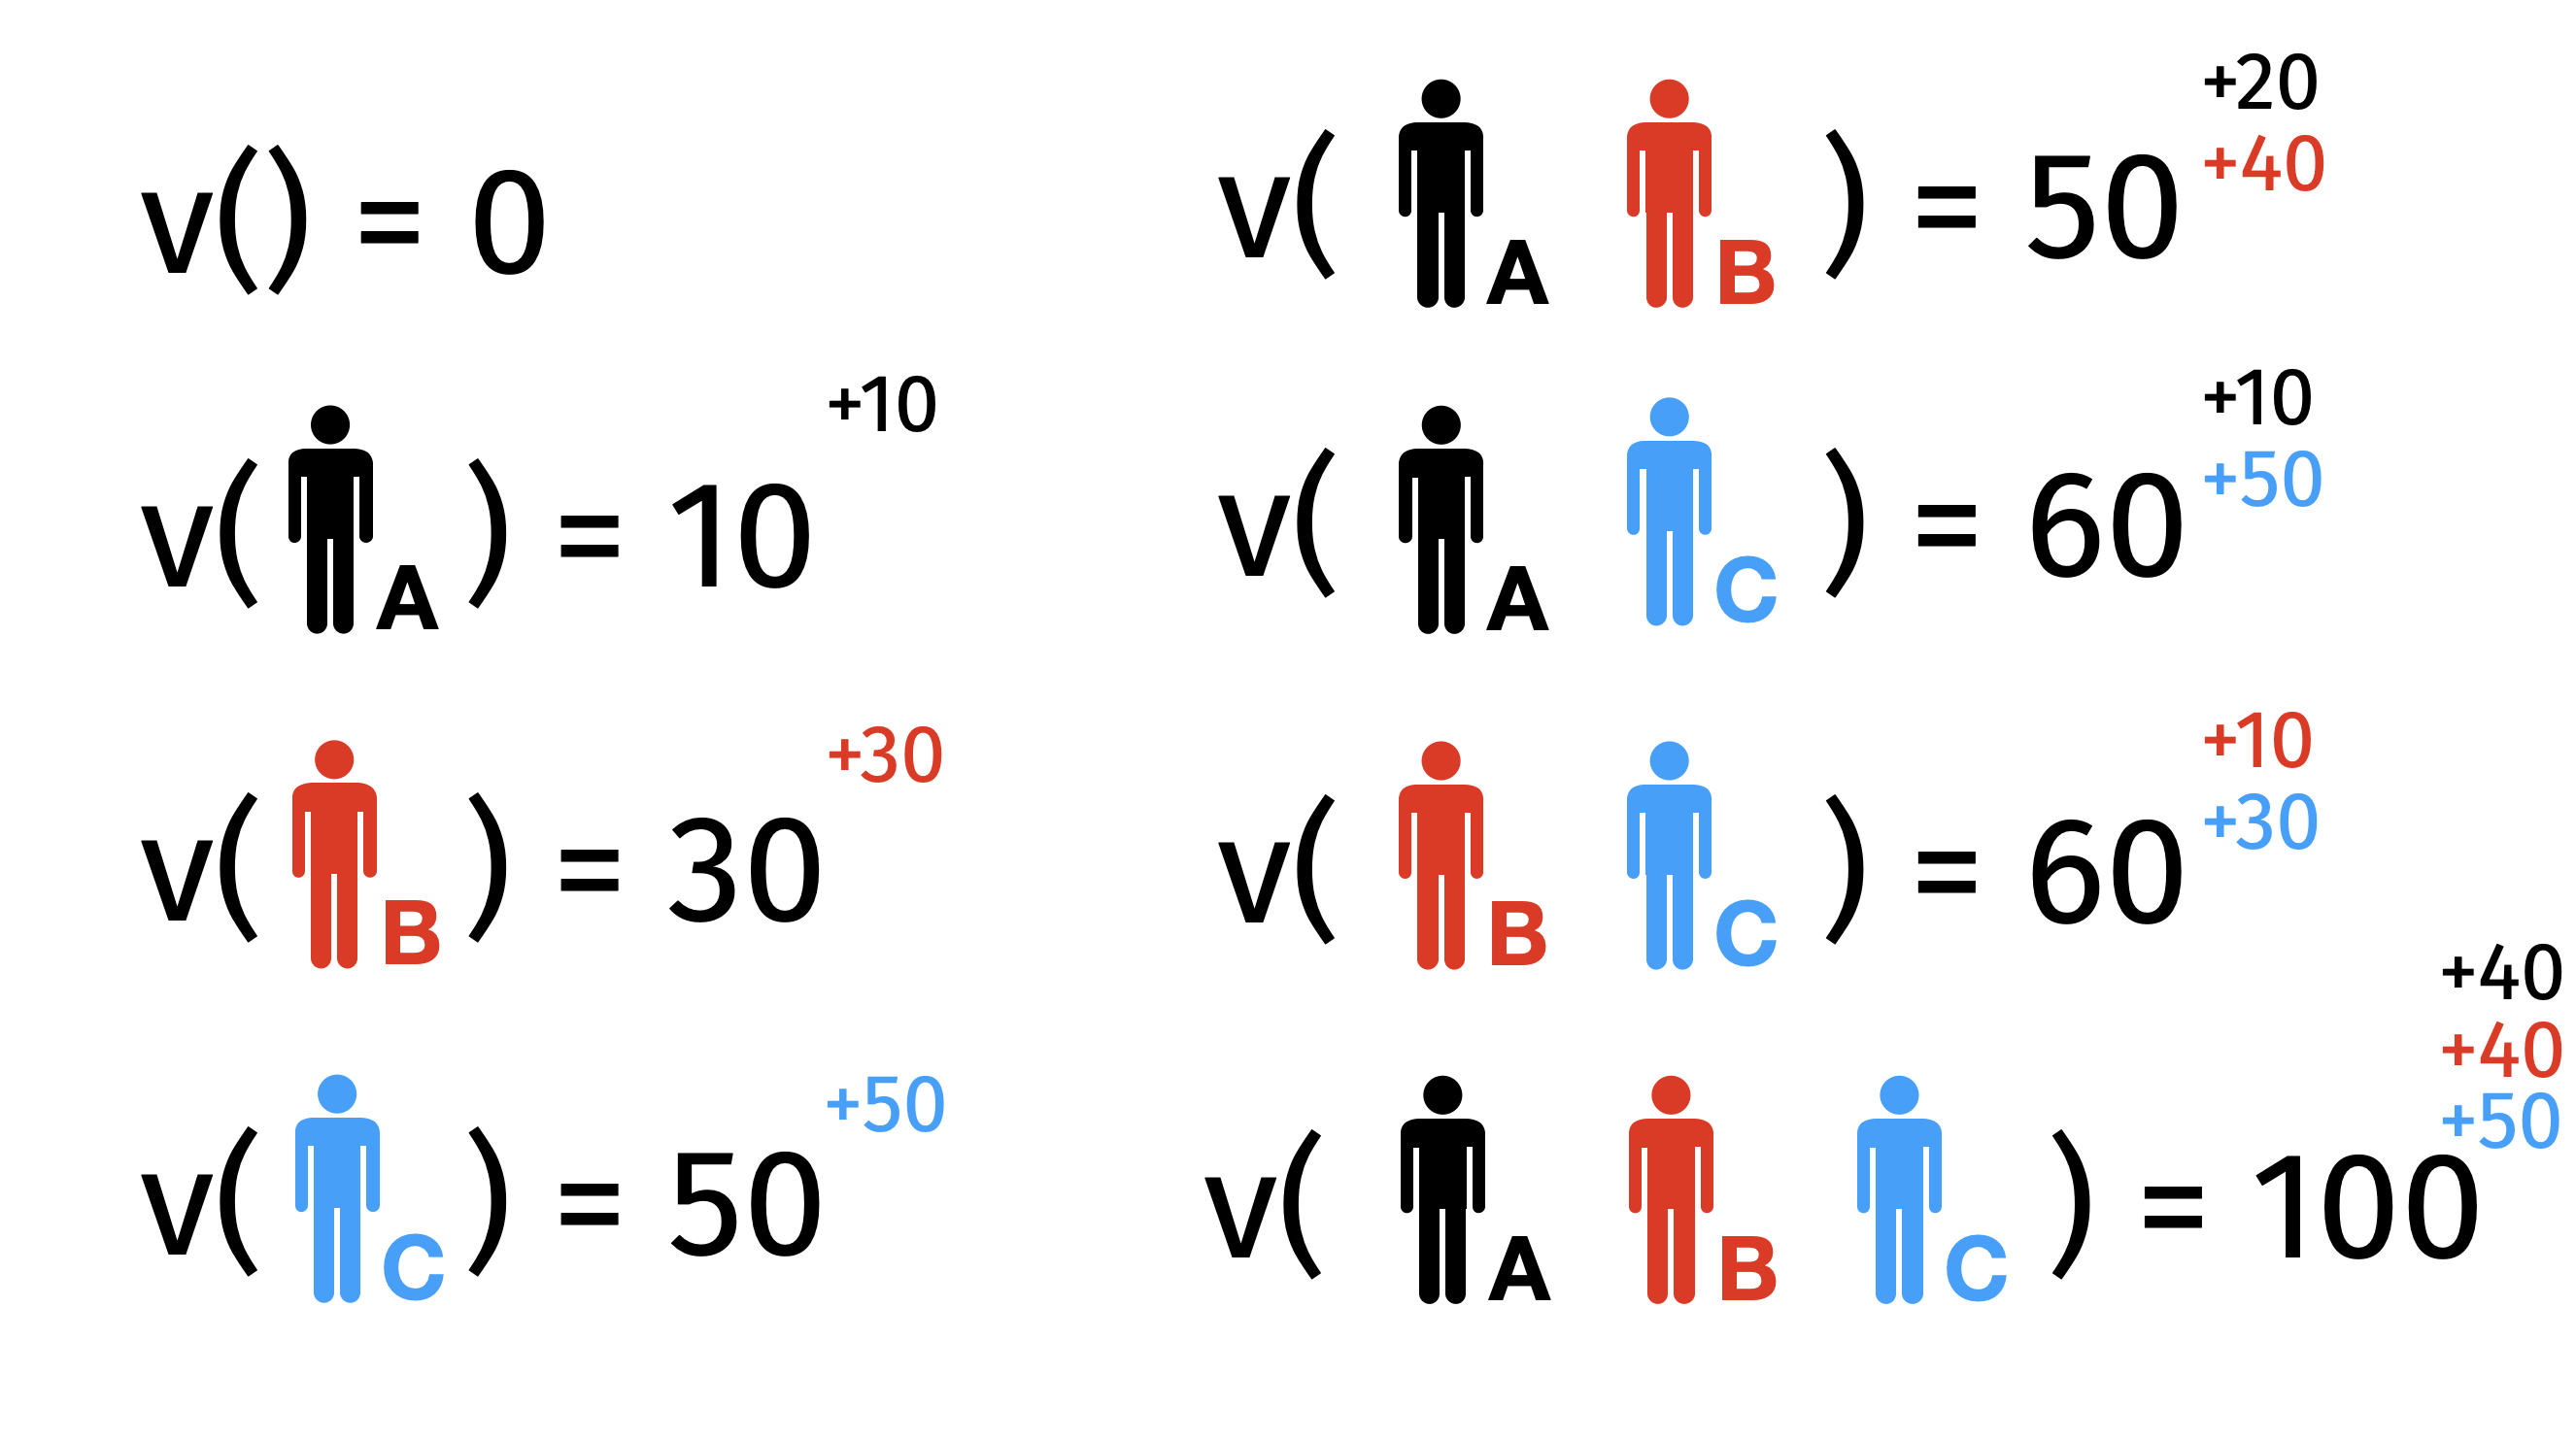 v() = 0
v( A ) = 10 +10
v( B ) = 30 +30
v( C ) = 50 +50
v( A B ) = 50 +20 +40
v( A C ) = 60 +10 +50
v( B C ) = 60 +10 +30
v( A B C ) = 100 +40 +40 +50